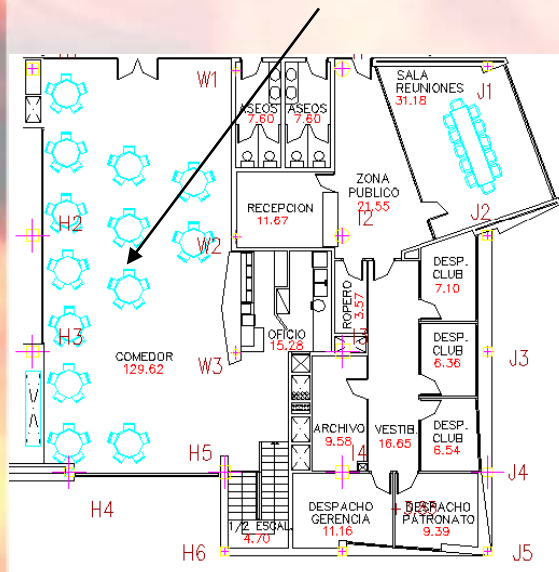 W1
SALA
REUNIONES
31.18
J1
ASEOS
7.60
ASEOS
7.60
ZONA
PUBLICO
21.55
RECEPCION
11.67
I2
J2
H2
W2
DESP.
CLUB
7.10
ROPERO
3.57
OFICIO
15.28
H3
COMEDOR
129.62
W3
I3
DESP.
CLUB
6.36
J3
ARCHIVO
9.58
VESTIB.
16.65
DESP.
CLUB
6.54
H5
I4
J4
H4
1/2 ESCAL.
4.70
DESPACHO
GERENCIA
11.16
DESPACHO
PATRONATO
9.39
H6
J5